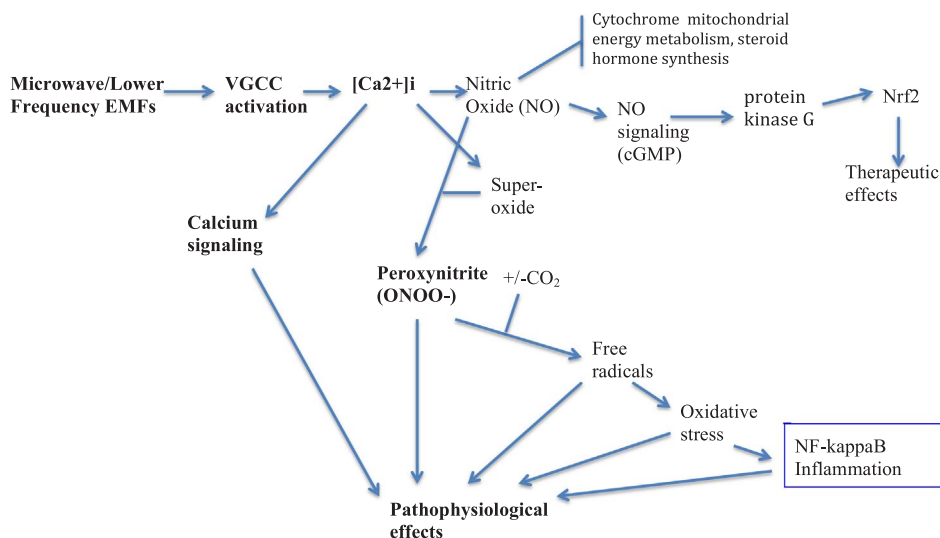 Cytochrome mitochondrial
energy metabolism, steroid
hormone synthesis
Microwave/Lower
Frequency EMFs
VGCC
activation
[Ca2+]i
Nitric
Oxide (NO)
NO
signaling
(cGMP)
protein
kinase G
Nrf2
Therapeutic
effects
Super-
oxide
Calcium
signaling
Peroxynitrite
(ONOO-)
+/-CO₂
Free
radicals
Oxidative
stress
NF-kappaB
Inflammation
Pathophysiological
effects